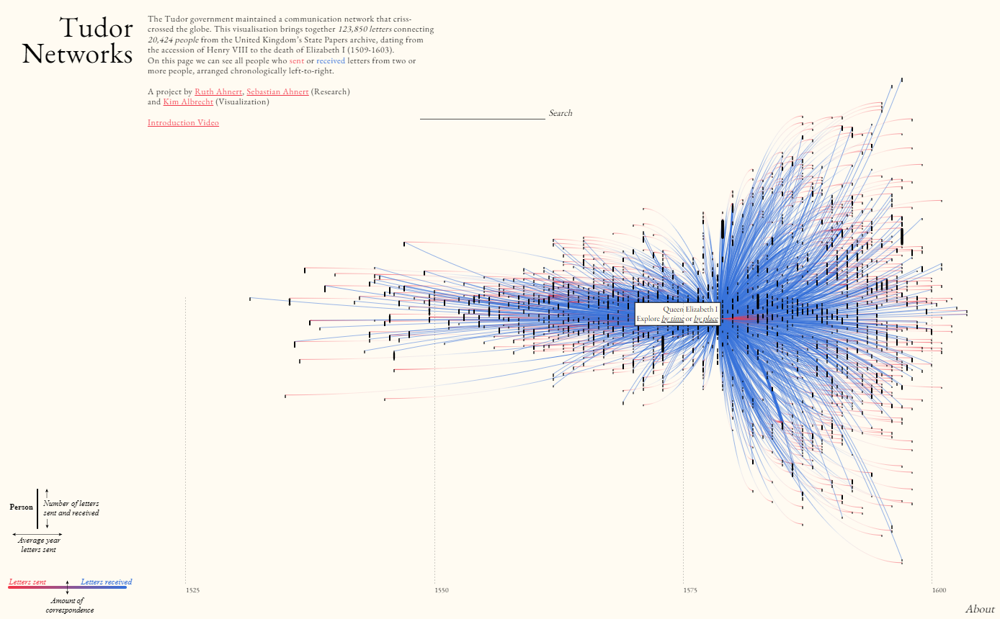 Tudor
Networks
The Tudor government maintained a communication network that criss-
crossed the globe. This visualisation brings together 123,850 letters connecting
20,424 people from the United Kingdom's State Papers archive, dating from
the accession of Henry VIII to the death of Elizabeth I (1509-1603).
On this page we can see all people who sent or received letters from two or
more people, arranged chronologically left-to-right.
A project by Ruth Ahnert, Sebastian Ahnert (Research)
and Kim Albrecht (Visualization)
Introduction Video
Search
Queen Elizabeth I
Explore by time or by place
Person
Number of letters
sent and received
Average year
letters sent
Letters sent
Letters received
Amount of
correspondence
1525
1550
1575
1600
About